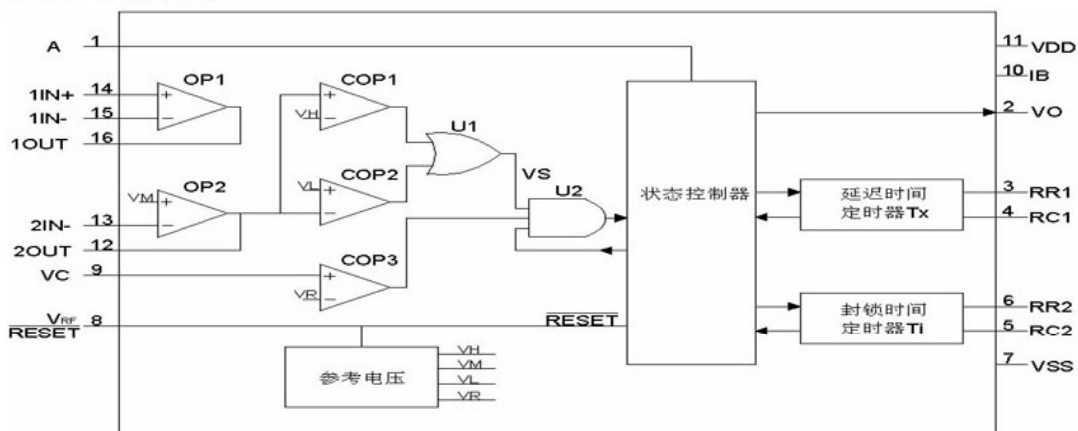 A 1
1IN+ 14
1IN- 15
1OUT 16
2IN- 13
2OUT 12
VC 9
VRF 8
RESET
OP1
+
−
OP2
VM +
−
COP1
+
VH −
COP2
VL +
−
COP3
+
VR −
U1
VS
U2
RESET
参考电压
VH
VM
VL
VR
状态控制器
延迟时间
定时器Tx
封锁时间
定时器Ti
11 VDD
10 IB
2 VO
3 RR1
4 RC1
6 RR2
5 RC2
7 VSS